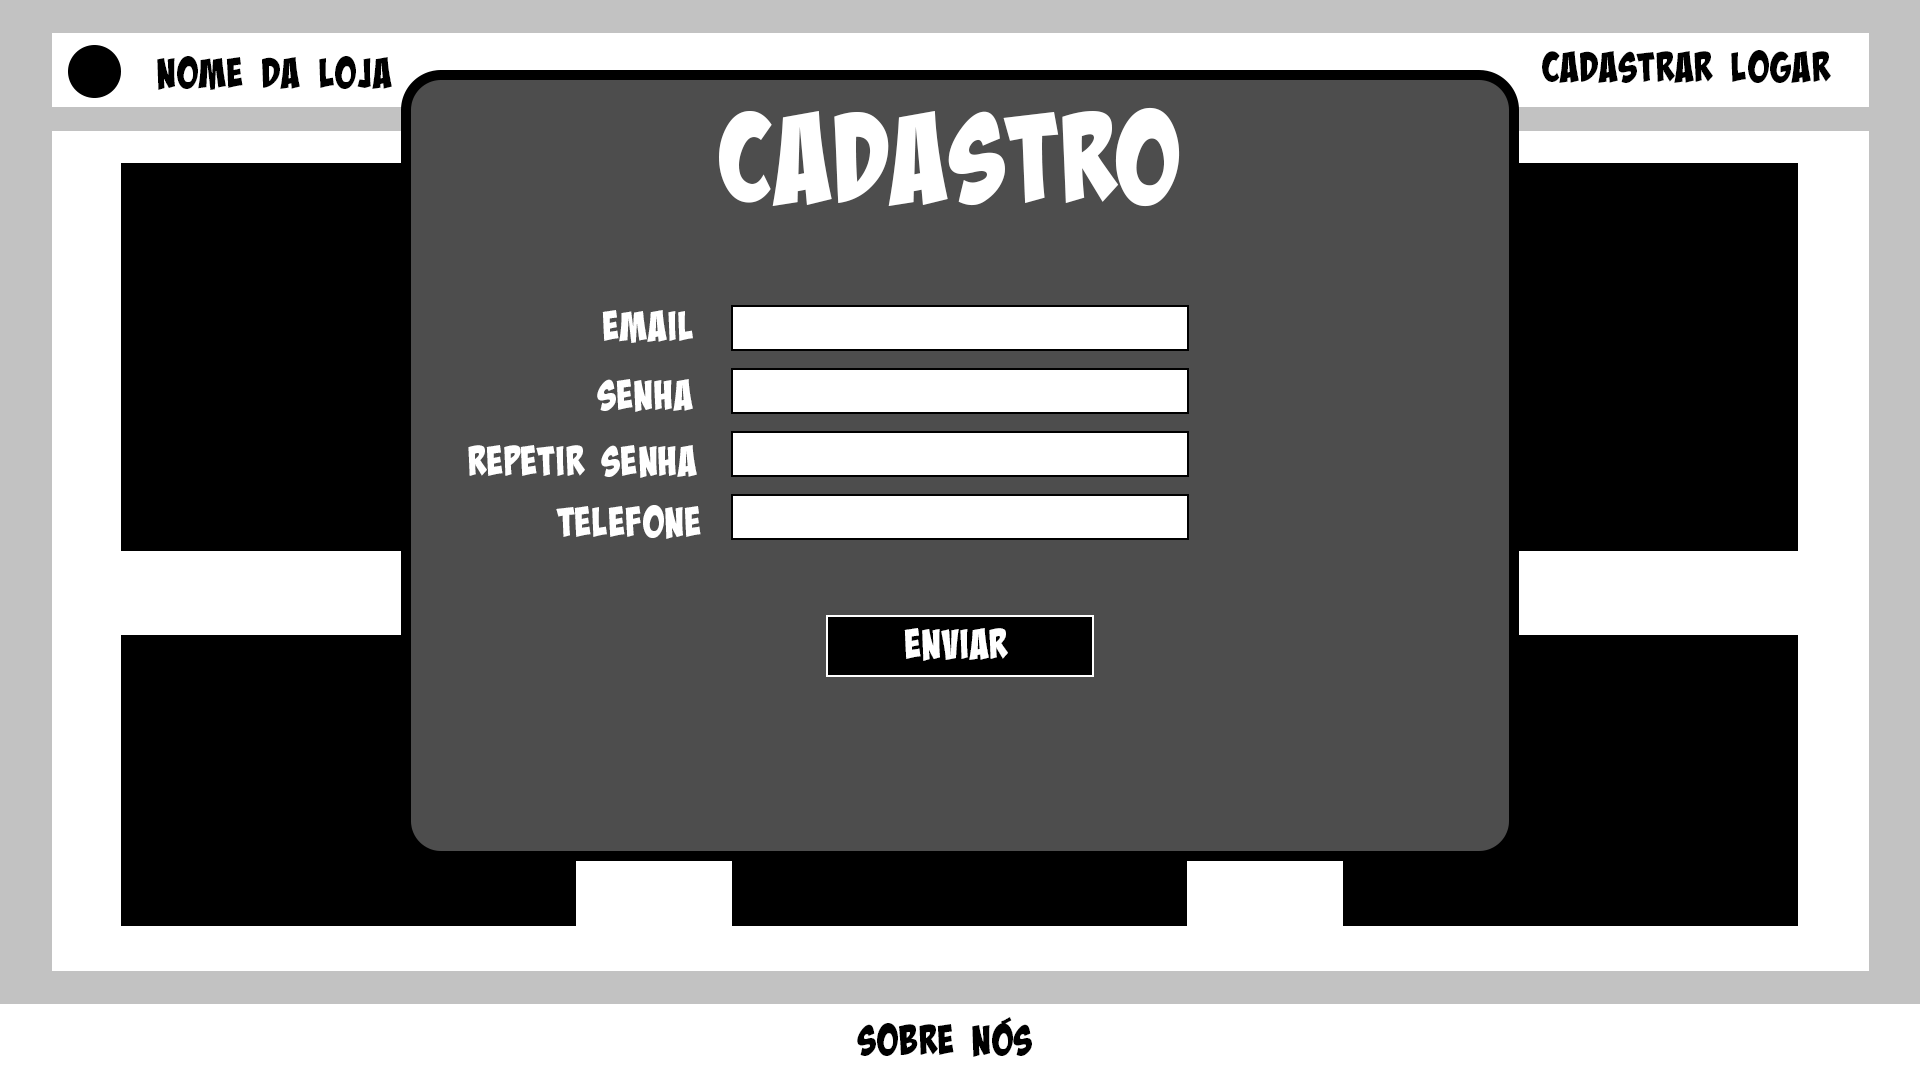 NOME DA LOJA
CADASTRAR LOGAR
CADASTRO
EMAIL
SENHA
REPETIR SENHA
TELEFONE
ENVIAR
SOBRE NÓS